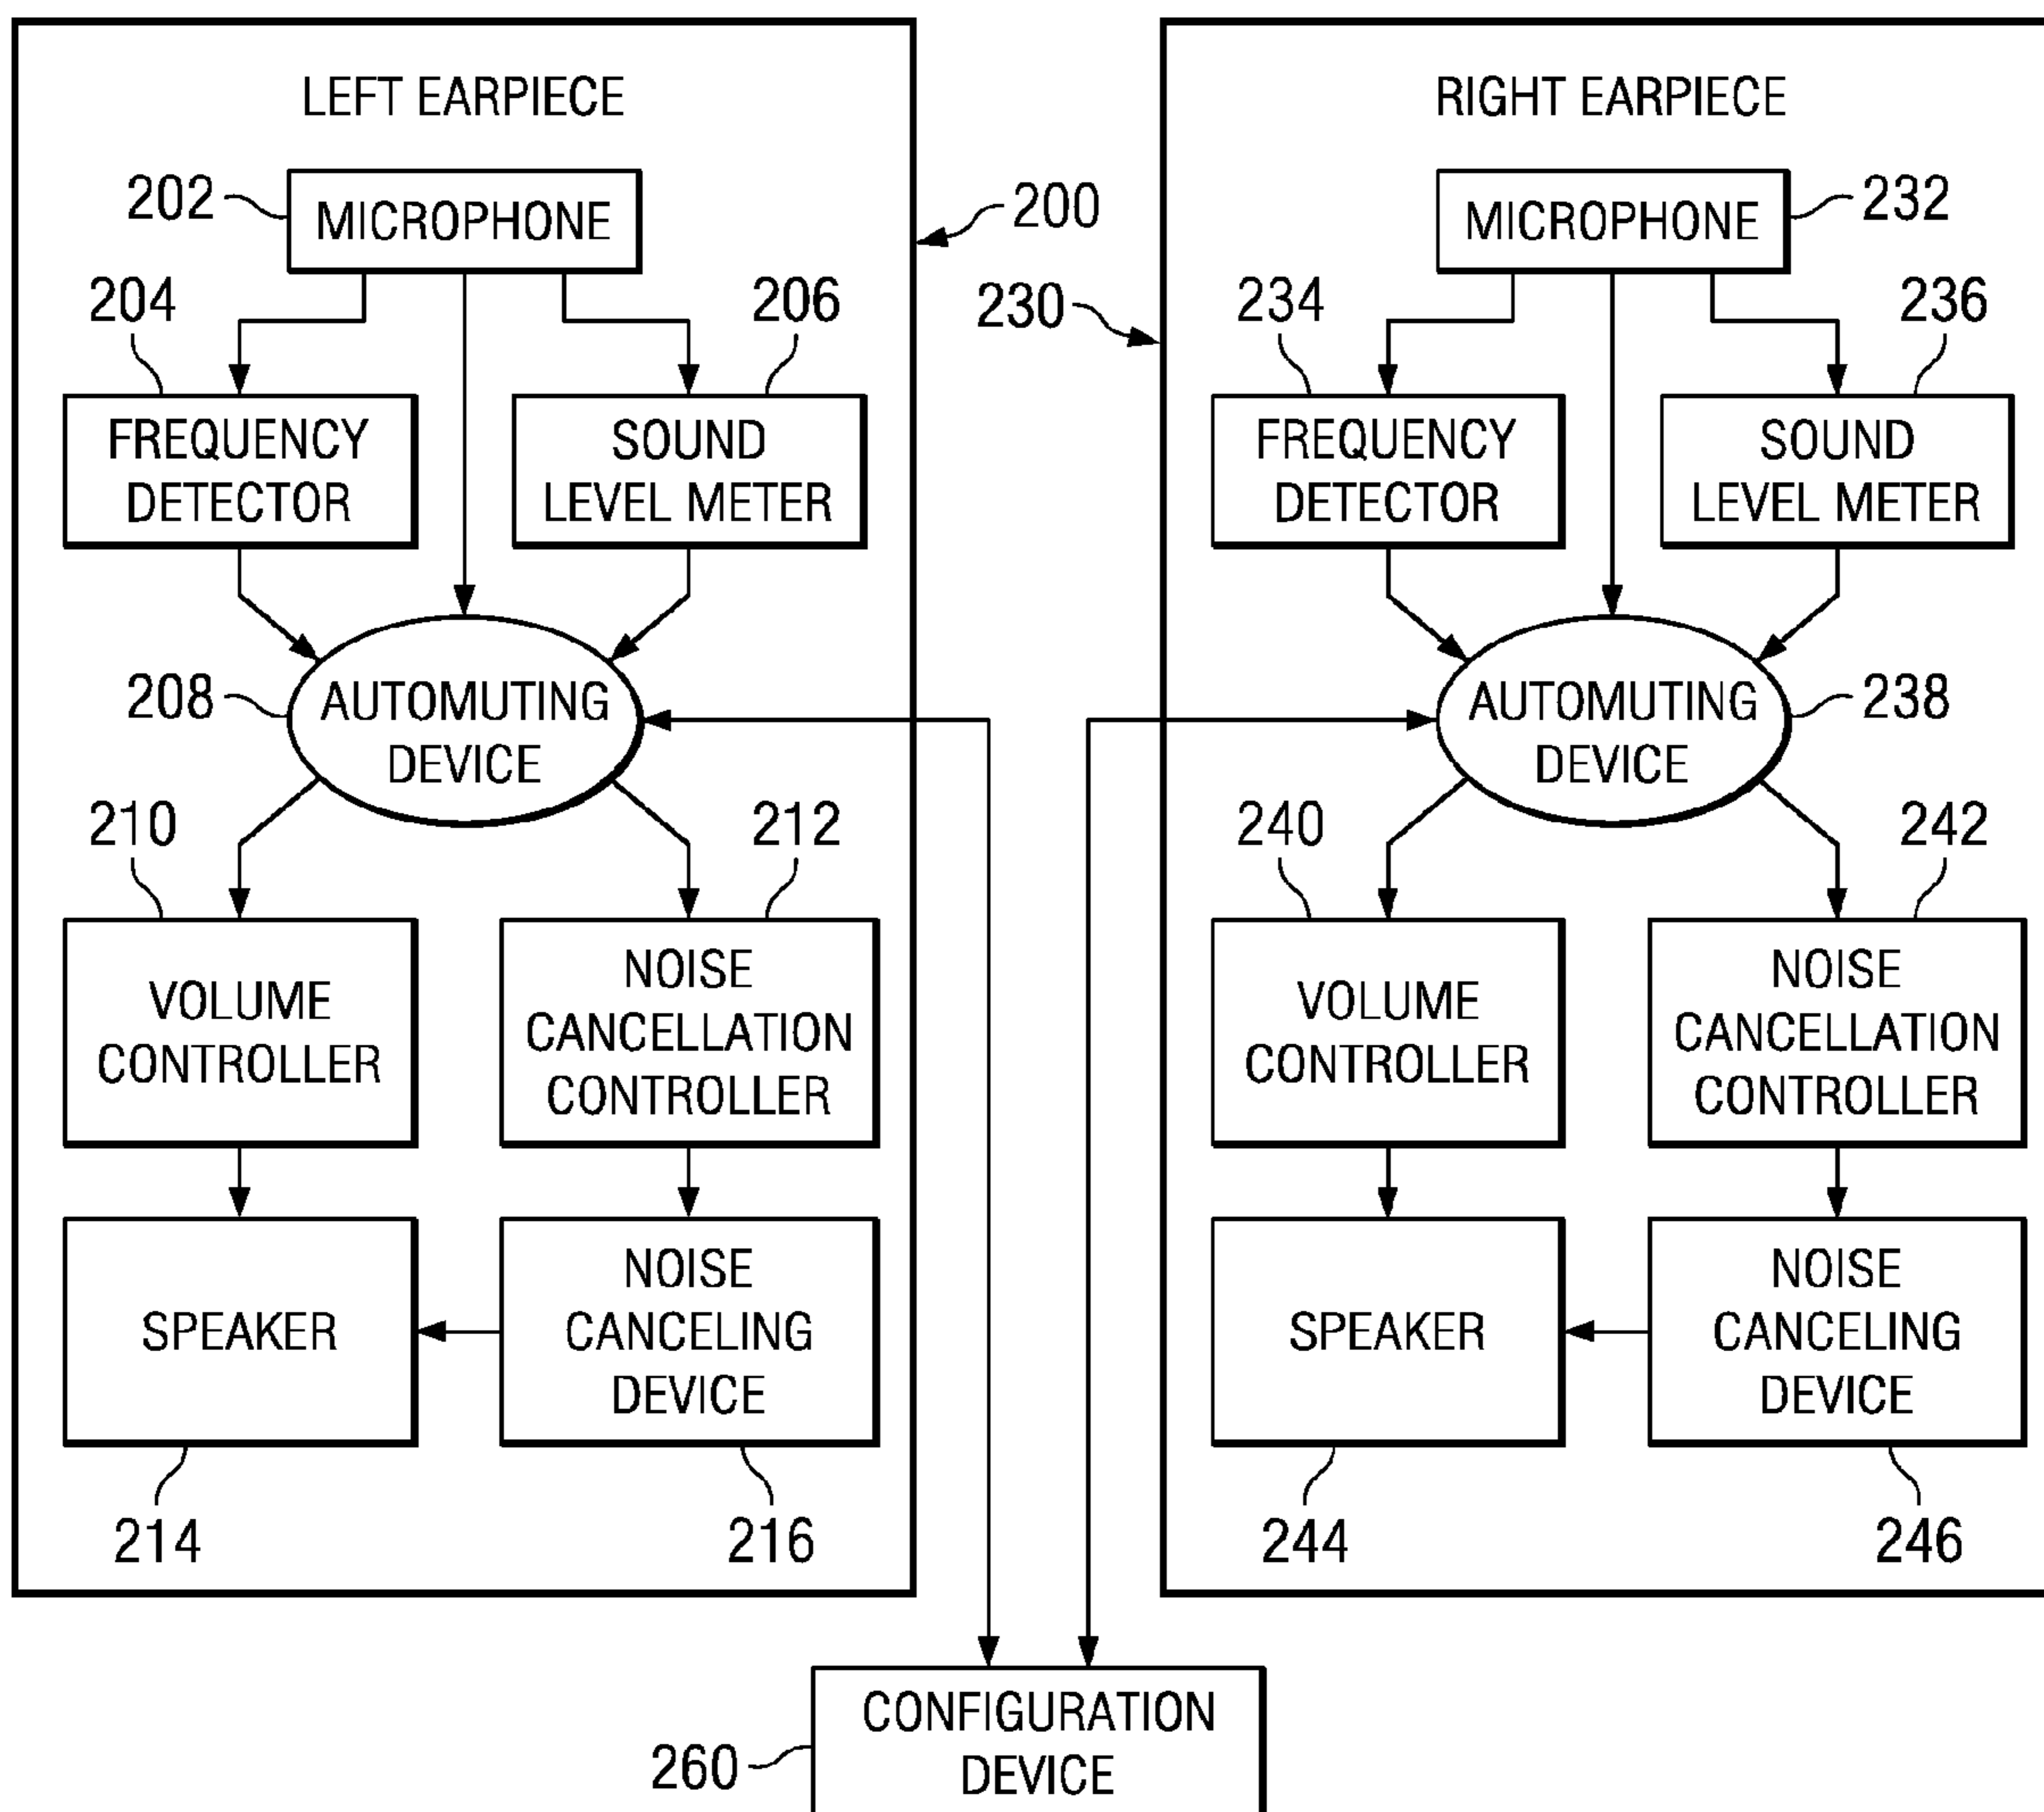 LEFT EARPIECE
202
MICROPHONE
204
206
FREQUENCY
DETECTOR
SOUND
LEVEL METER
208
AUTOMUTING
DEVICE
210
212
VOLUME
CONTROLLER
NOISE
CANCELLATION
CONTROLLER
SPEAKER
NOISE
CANCELING
DEVICE
214
216
200
230
RIGHT EARPIECE
MICROPHONE
232
234
236
FREQUENCY
DETECTOR
SOUND
LEVEL METER
AUTOMUTING
DEVICE
238
240
242
VOLUME
CONTROLLER
NOISE
CANCELLATION
CONTROLLER
SPEAKER
NOISE
CANCELING
DEVICE
244
246
260
CONFIGURATION
DEVICE